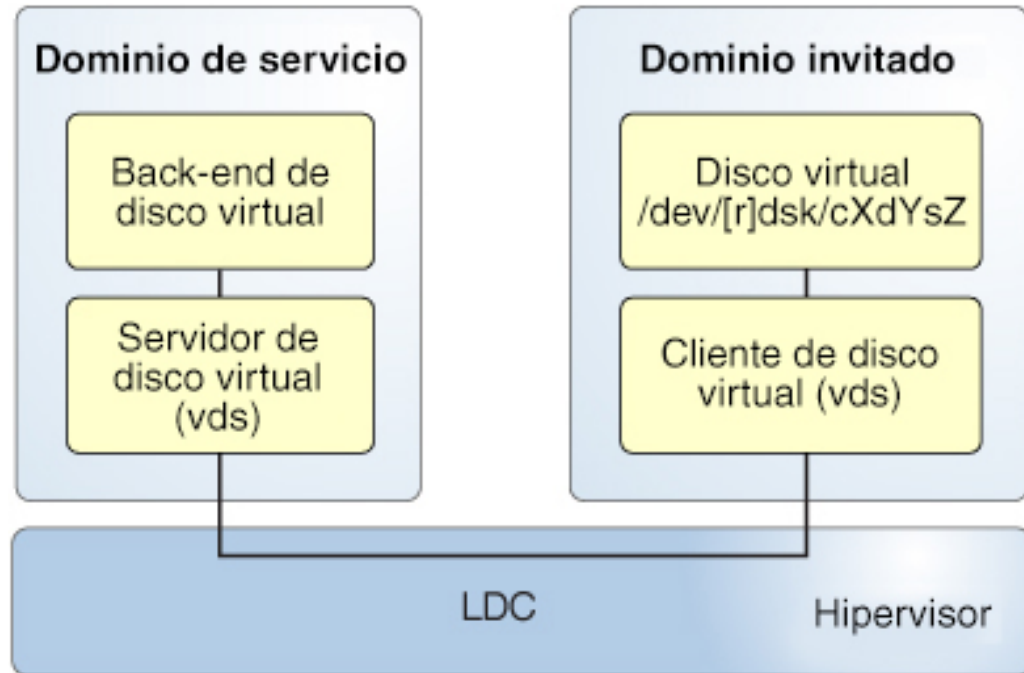 Dominio de servicio
Back-end de
disco virtual
Servidor de
disco virtual
(vds)
Dominio invitado
Disco virtual
/dev/[r]dsk/cXdYsZ
Cliente de disco
virtual (vds)
LDC
Hipervisor